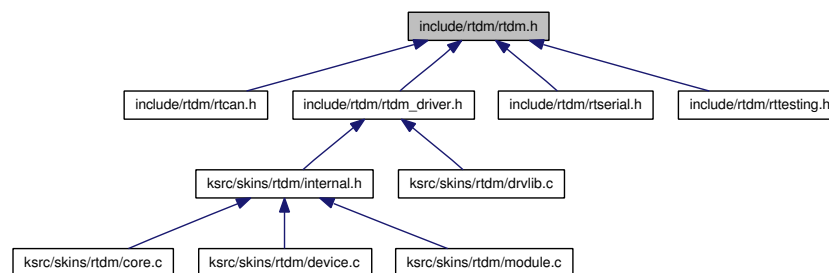 include/rtdm/rtdm.h
include/rtdm/rtcan.h
include/rtdm/rtdm_driver.h
include/rtdm/rtserial.h
include/rtdm/rttesting.h
ksrc/skins/rtdm/internal.h
ksrc/skins/rtdm/drvlib.c
ksrc/skins/rtdm/core.c
ksrc/skins/rtdm/device.c
ksrc/skins/rtdm/module.c